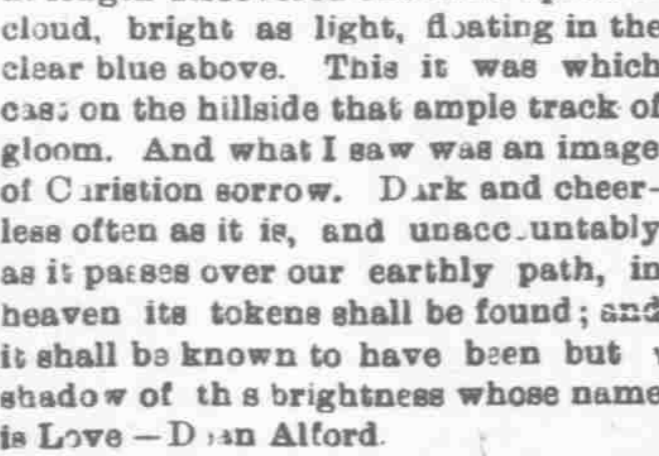 cloud, bright as light, floating in the
clear blue above. This it was which
cast on the hillside that ample track of
gloom. And what I saw was an image
of Christion sorrow. Dark and cheer-
less often as it is, and unaccountably
as it passes over our earthly path, in
heaven its tokens shall be found; and
it shall be known to have been but
shadow of ths brightness whose name
is Love — Dean Alford.